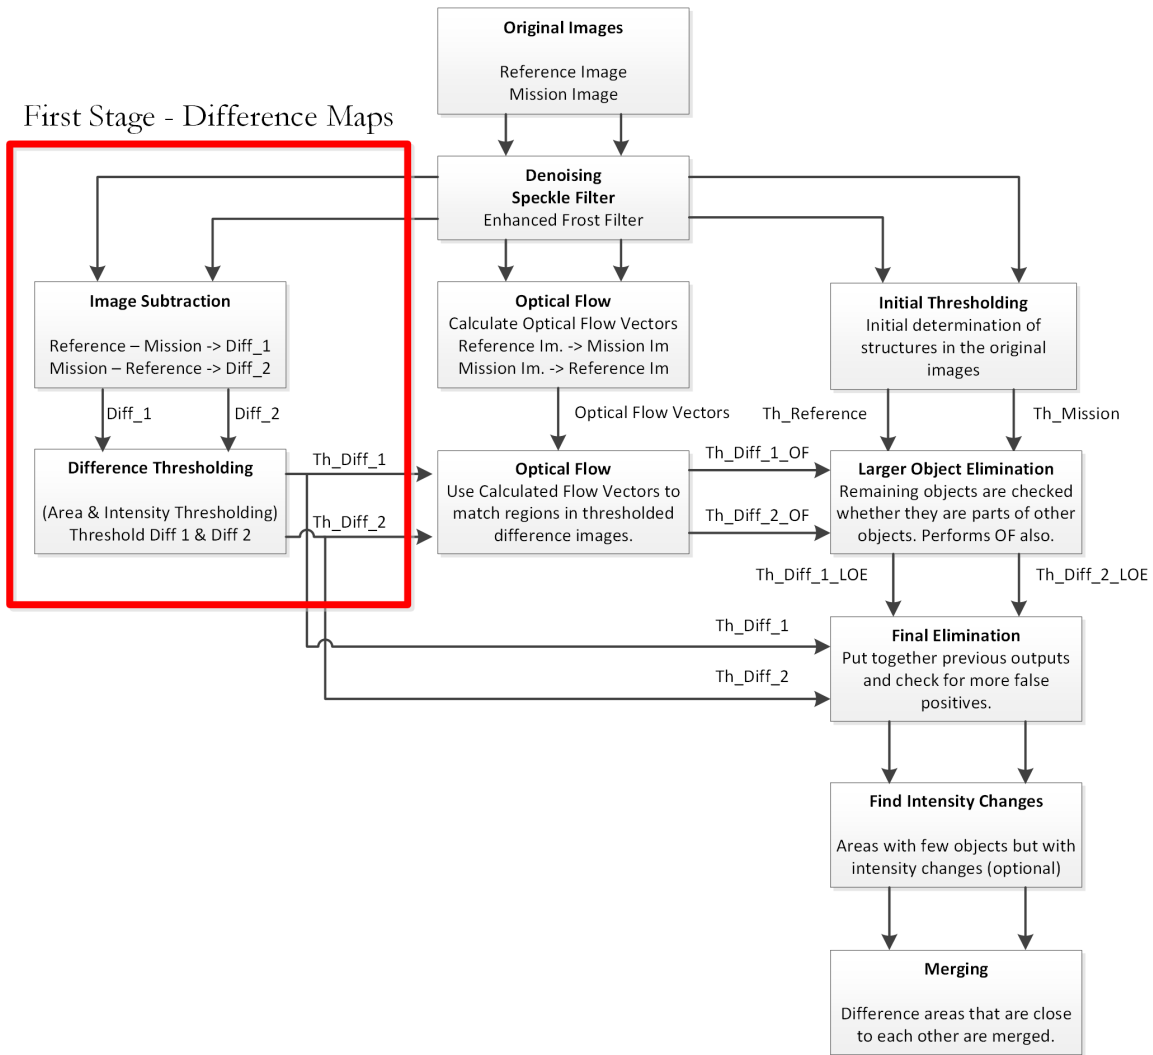 Original Images
Reference Image
Mission Image
First Stage - Difference Maps
Denoising
Speckle Filter
Enhanced Frost Filter
Image Subtraction
Reference – Mission -> Diff_1
Mission – Reference -> Diff_2
Optical Flow
Calculate Optical Flow Vectors
Reference Im. -> Mission Im
Mission Im. -> Reference Im
Initial Thresholding
Initial determination of
structures in the original
images
Diff_1
Diff_2
Optical Flow Vectors
Th_Reference
Th_Mission
Difference Thresholding
(Area & Intensity Thresholding)
Threshold Diff 1 & Diff 2
Th_Diff_1
Th_Diff_2
Optical Flow
Use Calculated Flow Vectors to
match regions in thresholded
difference images.
Th_Diff_1_OF
Th_Diff_2_OF
Larger Object Elimination
Remaining objects are checked
whether they are parts of other
objects. Performs OF also.
Th_Diff_1_LOE
Th_Diff_2_LOE
Th_Diff_1
Th_Diff_2
Final Elimination
Put together previous outputs
and check for more false
positives.
Find Intensity Changes
Areas with few objects but with
intensity changes (optional)
Merging
Difference areas that are close
to each other are merged.